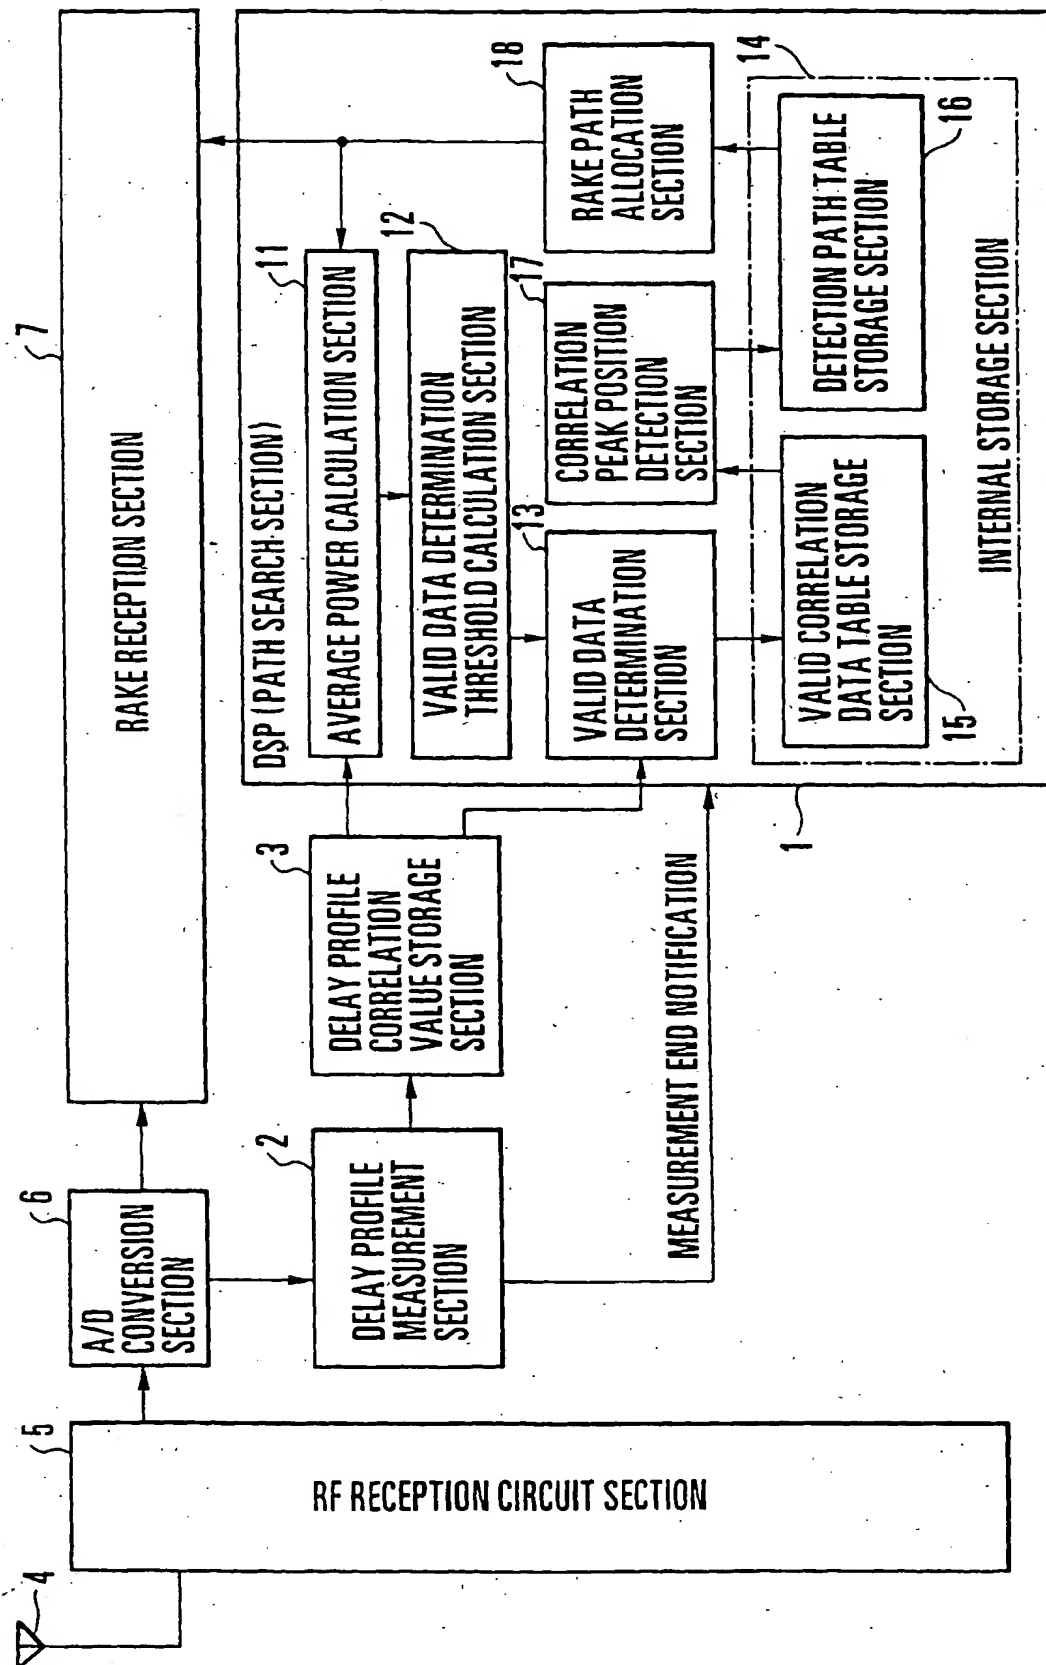 4
5
RF RECEPTION CIRCUIT SECTION
6
A/D
CONVERSION
SECTION
7
RAKE RECEPTION SECTION
2
DELAY PROFILE
MEASUREMENT
SECTION
3
DELAY PROFILE
CORRELATION
VALUE STORAGE
SECTION
MEASUREMENT END NOTIFICATION
1
DSP (PATH SEARCH SECTION)
11
AVERAGE POWER CALCULATION SECTION
12
VALID DATA DETERMINATION
THRESHOLD CALCULATION SECTION
13
VALID DATA
DETERMINATION
SECTION
17
CORRELATION
PEAK POSITION
DETECTION
SECTION
18
RAKE PATH
ALLOCATION
SECTION
14
15
VALID CORRELATION
DATA TABLE STORAGE
SECTION
16
DETECTION PATH TABLE
STORAGE SECTION
INTERNAL STORAGE SECTION